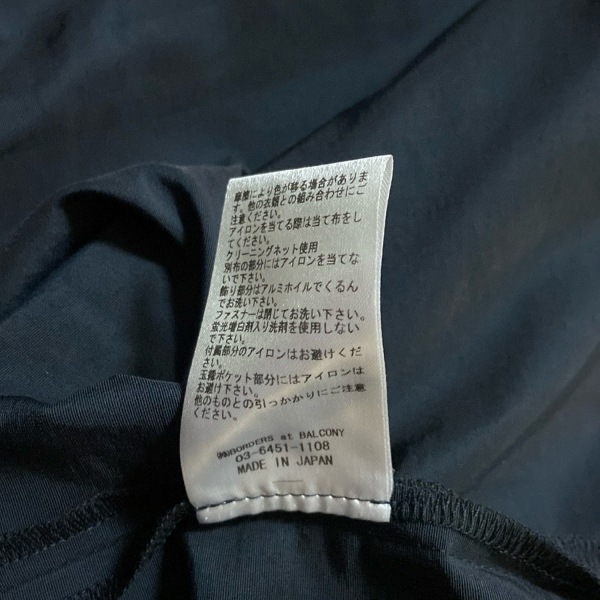 摩擦により色が移る場合がありま
す。他の衣類との組み合わせにご
注意ください。
アイロンを当てる際は当て布をし
てください。
クリーニングネット使用
別布の部分にはアイロンを当てな
いで下さい。
飾り部分はアルミホイルでくるん
でお洗い下さい。
ファスナーは閉じてお洗い下さい。
蛍光増白剤入り洗剤を使用しない
で下さい。
付属部分のアイロンはお避けくだ
さい。
玉縁ポケット部分にはアイロンは
お避け下さい。
他のものとの引っかかりにご注意
ください。
㈱BORDERS at BALCONY
03-6451-1108
MADE IN JAPAN